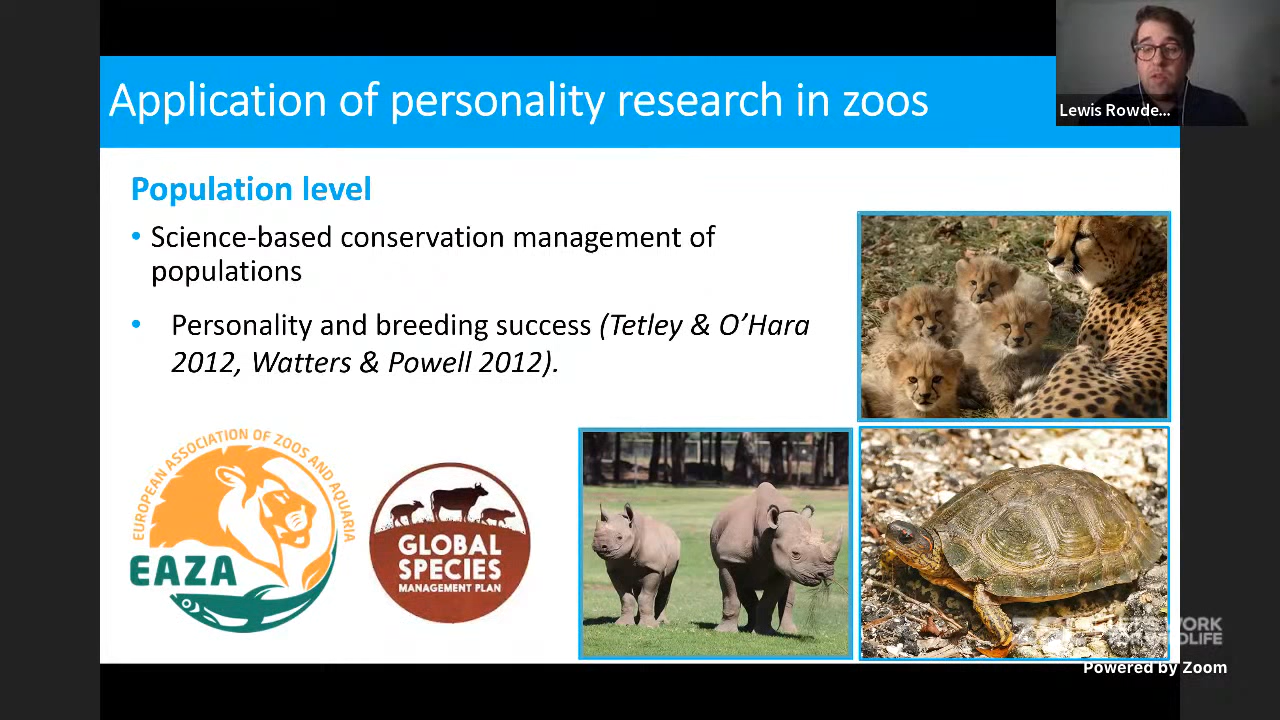 Application of personality research in zoos
Lewis Rowde...
Population level
• Science-based conservation management of
populations
• Personality and breeding success (Tetley & O’Hara
2012, Watters & Powell 2012).
EUROPEAN ASSOCIATION OF ZOOS AND AQUARIA
EAZA
GLOBAL
SPECIES
MANAGEMENT PLAN
Powered by Zoom